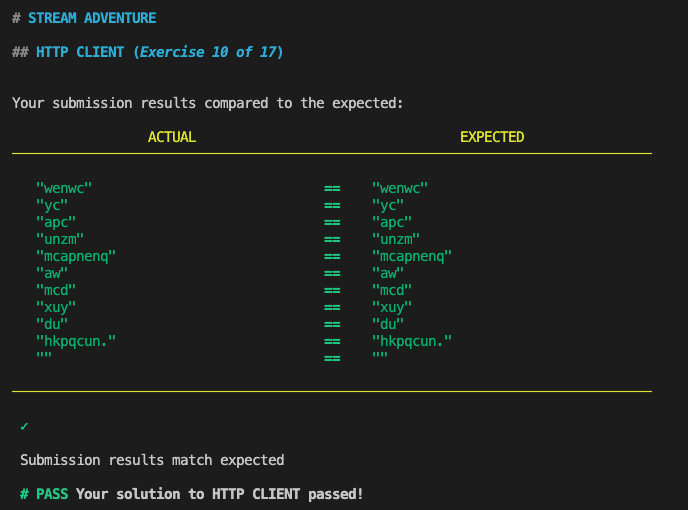 # STREAM ADVENTURE
## HTTP CLIENT (Exercise 10 of 17)
Your submission results compared to the expected:
ACTUAL EXPECTED
"wenwc" == "wenwc"
"yc" == "yc"
"apc" == "apc"
"unzm" == "unzm"
"mcapnenq" == "mcapnenq"
"aw" == "aw"
"mcd" == "mcd"
"xuy" == "xuy"
"du" == "du"
"hkpqcun." == "hkpqcun."
"" == ""
✓
Submission results match expected
# PASS Your solution to HTTP CLIENT passed!